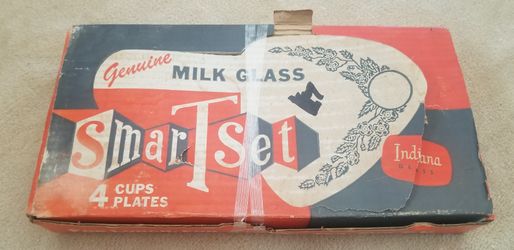 Genuine
MILK GLASS
SmarTset
4 CUPS
PLATES
Indiana
GLASS